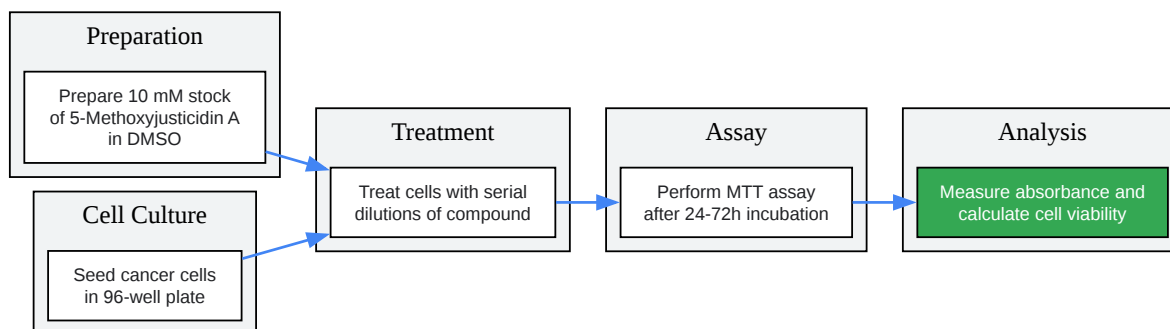 Preparation
Prepare 10 mM stock
of 5-Methoxyjusticidin A
in DMSO
Cell Culture
Seed cancer cells
in 96-well plate
Treatment
Treat cells with serial
dilutions of compound
Assay
Perform MTT assay
after 24-72h incubation
Analysis
Measure absorbance and
calculate cell viability